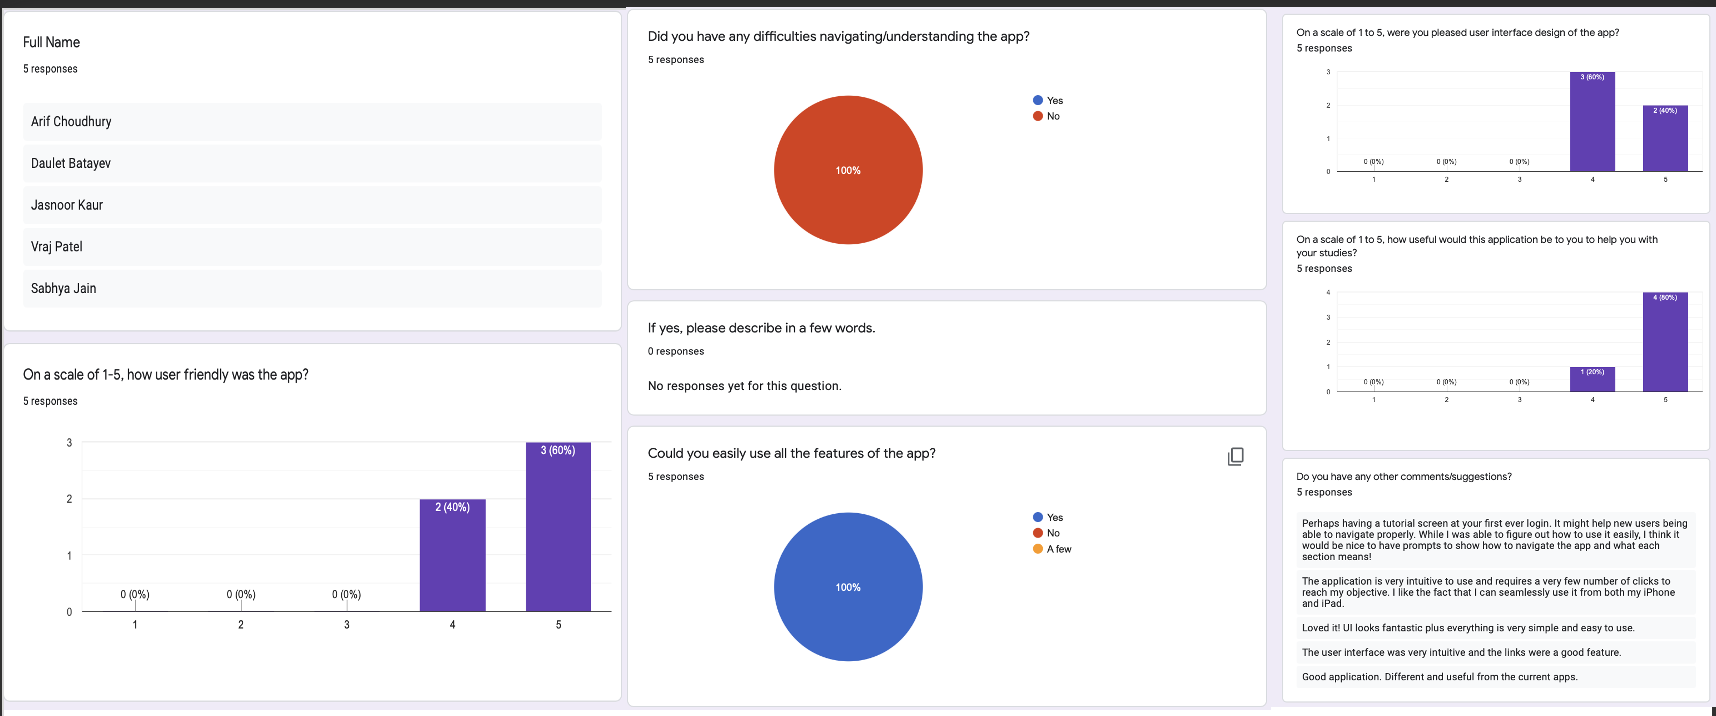 Full Name
5 responses
Arif Choudhury
Daulet Batayev
Jasnoor Kaur
Vraj Patel
Sabhya Jain
On a scale of 1-5, how user friendly was the app?
5 responses
3
2
1
0
0 (0%)
0 (0%)
0 (0%)
2 (40%)
3 (60%)
1
2
3
4
5
Did you have any difficulties navigating/understanding the app?
5 responses
100%
Yes
No
If yes, please describe in a few words.
0 responses
No responses yet for this question.
Could you easily use all the features of the app?
5 responses
100%
Yes
No
A few
On a scale of 1 to 5, were you pleased user interface design of the app?
5 responses
3
2
1
0
0 (0%)
0 (0%)
0 (0%)
3 (60%)
2 (40%)
1
2
3
4
5
On a scale of 1 to 5, how useful would this application be to you to help you with
your studies?
5 responses
4
3
2
1
0
0 (0%)
0 (0%)
0 (0%)
1 (20%)
4 (80%)
1
2
3
4
5
Do you have any other comments/suggestions?
5 responses
Perhaps having a tutorial screen at your first ever login. It might help new users being
able to navigate properly. While I was able to figure out how to use it easily, I think it
would be nice to have prompts to show how to navigate the app and what each
section means!
The application is very intuitive to use and requires a very few number of clicks to
reach my objective. I like the fact that I can seamlessly use it from both my iPhone
and iPad.
Loved it! UI looks fantastic plus everything is very simple and easy to use.
The user interface was very intuitive and the links were a good feature.
Good application. Different and useful from the current apps.